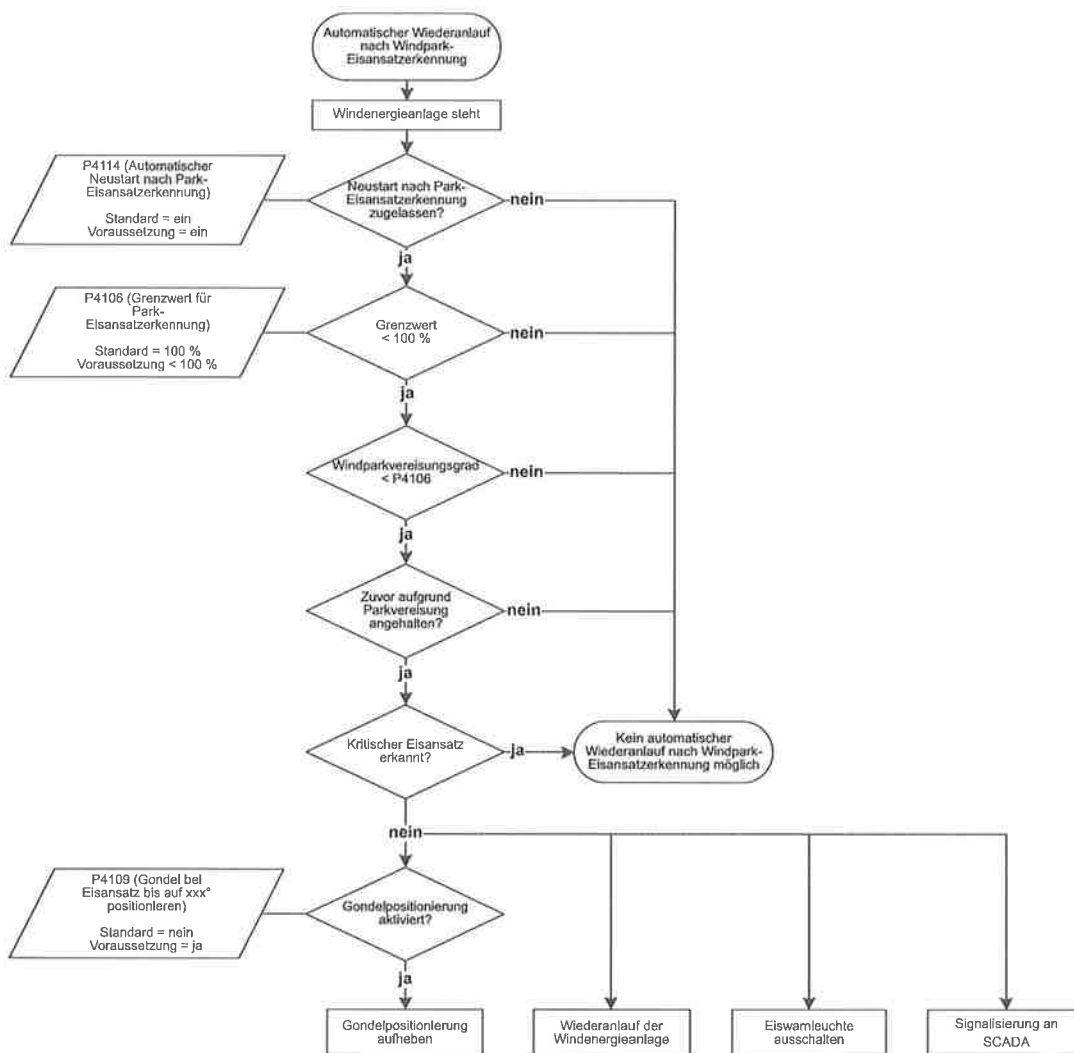 Automatischer Wiederanlauf
nach Windpark-
Eisansatzerkennung
Windenergieanlage steht
P4114 (Automatischer
Neustart nach Park-
Eisansatzerkennung)
Standard = ein
Voraussetzung = ein
Neustart nach Park-
Eisansatzerkennung
zugelassen?
nein
ja
P4106 (Grenzwert für
Park-
Eisansatzerkennung)
Standard = 100 %
Voraussetzung < 100 %
Grenzwert
< 100 %
nein
ja
Windparkvereisungsgrad
< P4106
nein
ja
Zuvor aufgrund
Parkvereisung
angehalten?
nein
ja
Kritischer Eisansatz
erkannt?
ja
Kein automatischer
Wiederanlauf nach Windpark-
Eisansatzerkennung möglich
nein
P4109 (Gondel bei
Eisansatz bis auf xxx°
positionieren)
Standard = nein
Voraussetzung = ja
Gondelpositionierung
aktiviert?
ja
Gondelpositionierung
aufheben
Wiederanlauf der
Windenergieanlage
Eiswarnleuchte
ausschalten
Signalisierung an
SCADA